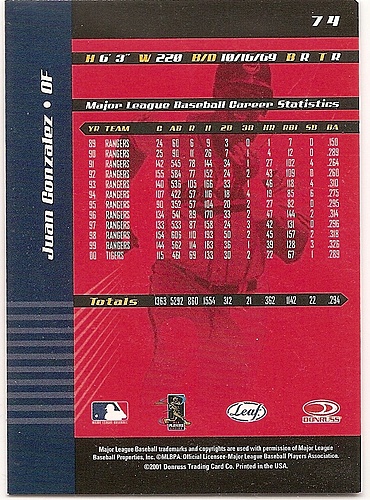 74
H 6' 3" W 220 B/D 10/16/69 B R T R
Juan Gonzalez • OF
Major League Baseball Career Statistics
YR TEAM G AB R H 2B 3B HR RBI SB BA
89 RANGERS 24 60 6 9 3 0 1 7 0 .150
90 RANGERS 25 90 11 26 7 1 4 12 0 .289
91 RANGERS 142 545 78 144 34 1 27 102 4 .264
92 RANGERS 155 584 77 152 24 2 43 109 0 .260
93 RANGERS 140 536 105 166 33 1 46 118 4 .310
94 RANGERS 107 422 57 116 18 4 19 85 6 .275
95 RANGERS 90 352 57 104 20 2 27 82 0 .295
96 RANGERS 134 541 89 170 33 2 47 144 2 .314
97 RANGERS 133 533 87 158 24 3 42 131 0 .296
98 RANGERS 154 606 110 193 50 2 45 157 2 .318
99 RANGERS 144 562 114 183 36 1 39 128 3 .326
00 TIGERS 115 461 69 133 30 2 22 67 1 .289
Totals 1363 5292 860 1554 312 21 362 1142 22 .294
Leaf
DONRUSS
Major League Baseball trademarks and copyrights are used with permission of Major League
Baseball Properties, Inc. ©MLBPA. Official Licensee-Major League Baseball Players Association.
©2001 Donruss Trading Card Co. Printed in the USA.